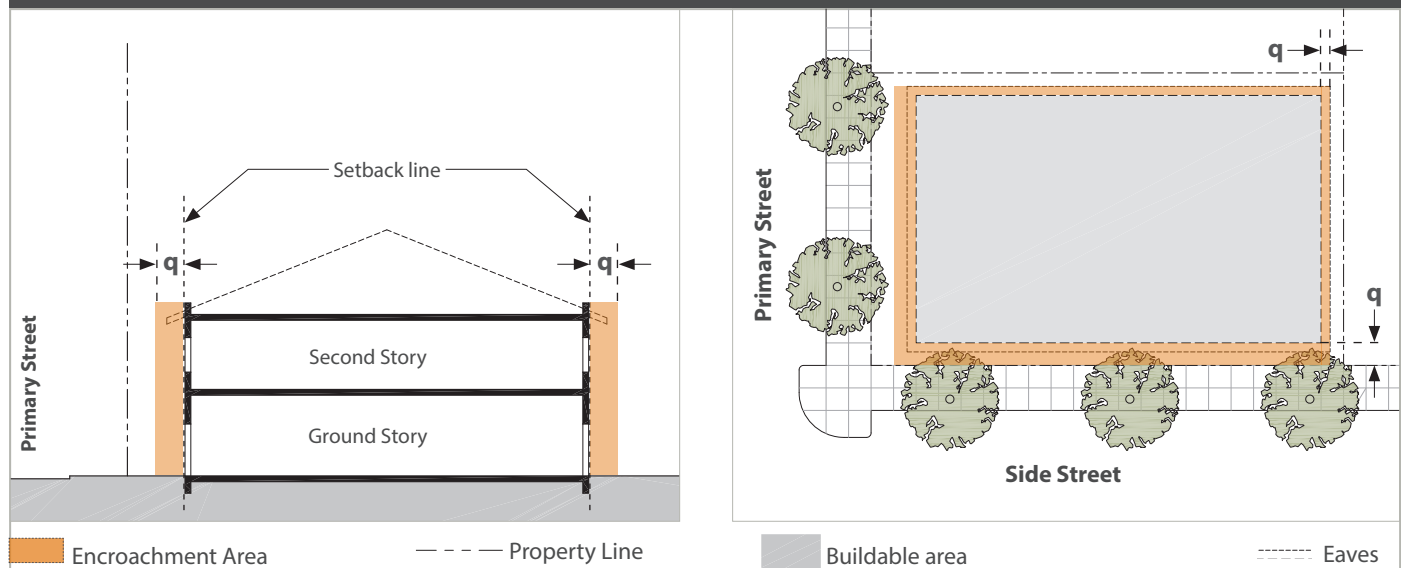 Setback line
q
q
Second Story
Ground Story
Primary Street
q
Primary Street
q
Side Street
Encroachment Area
Property Line
Buildable area
Eaves